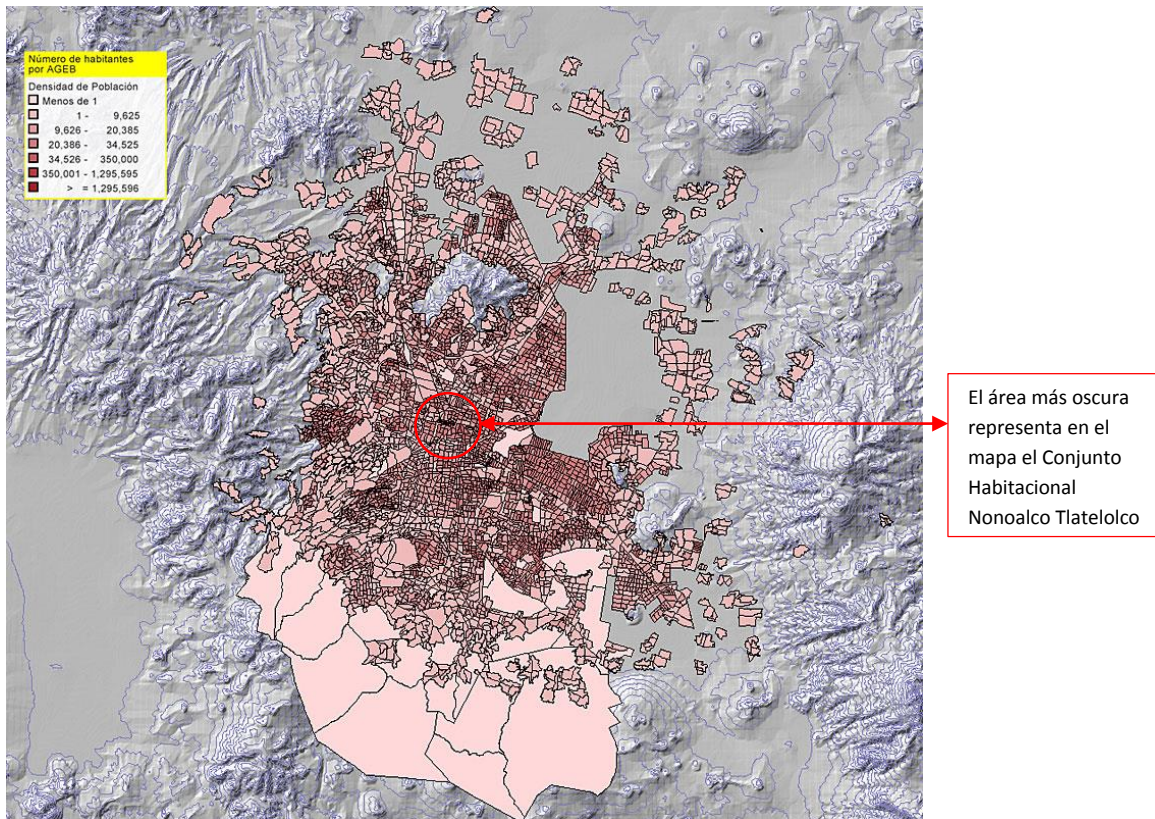 Número de habitantes
por AGEB
Densidad de Población
Menos de 1
1 - 9,625
9,626 - 20,385
20,386 - 34,525
34,526 - 350,000
350,001 - 1,295,595
> = 1,295,596
El área más oscura
representa en el
mapa el Conjunto
Habitacional
Nonoalco Tlatelolco